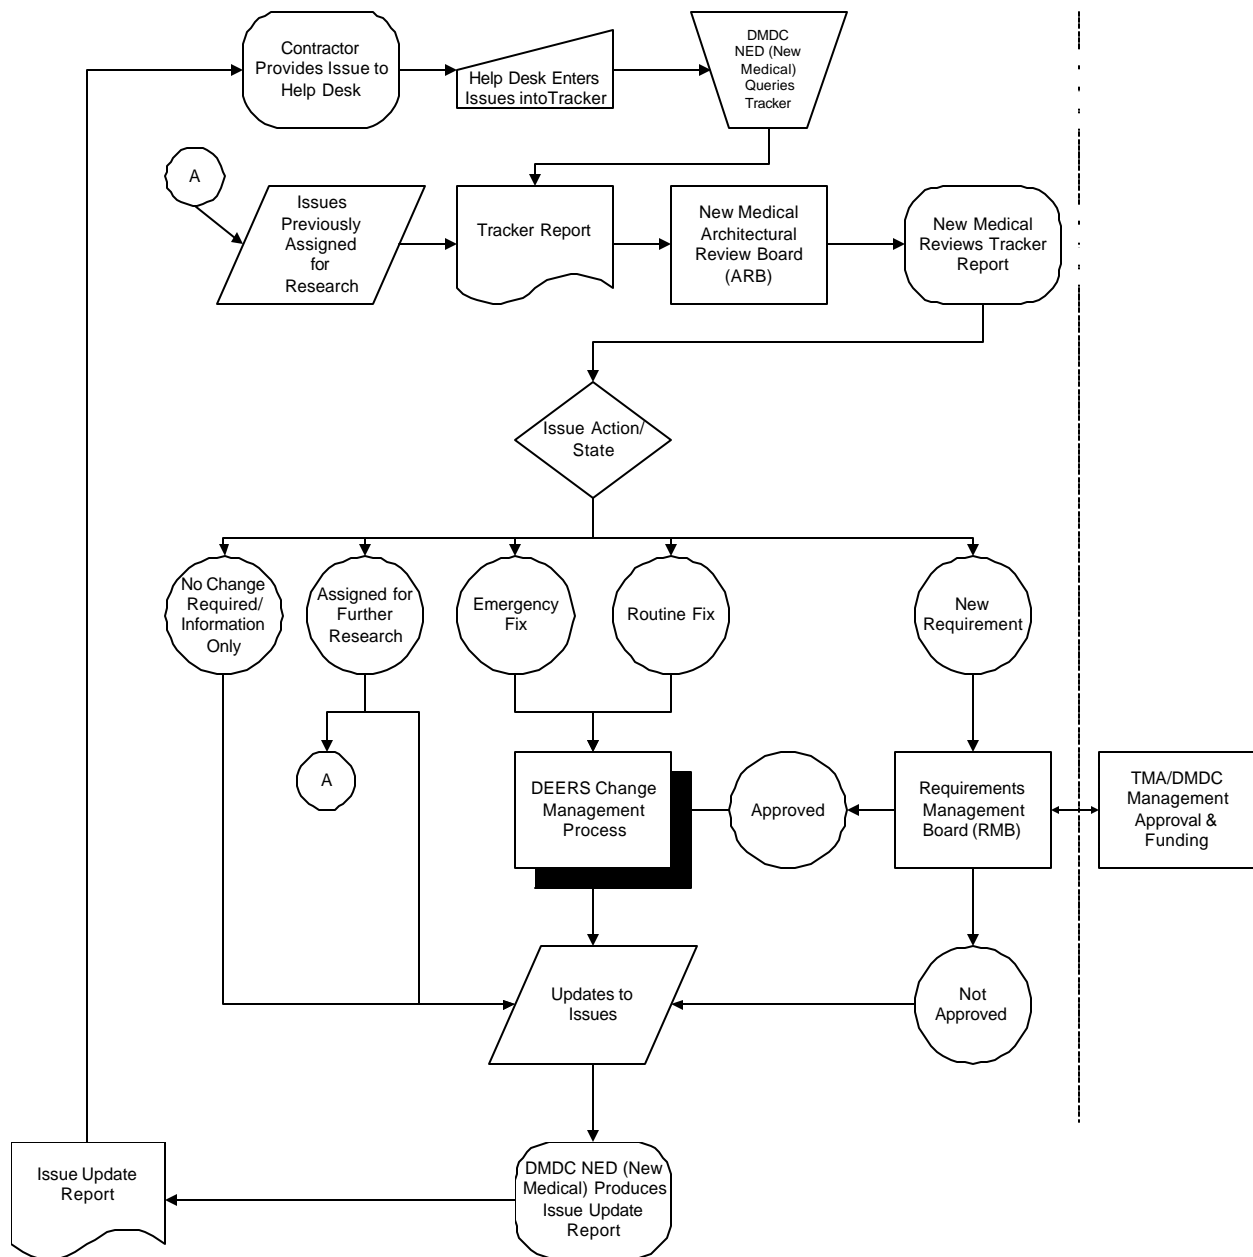 Contractor
Provides Issue to
Help Desk
Help Desk Enters
Issues intoTracker
DMDC
NED (New
Medical)
Queries
Tracker
A
Issues
Previously
Assigned
for
Research
Tracker Report
New Medical
Architectural
Review Board
(ARB)
New Medical
Reviews Tracker
Report
Issue Action/
State
No Change
Required/
Information
Only
Assigned for
Further
Research
Emergency
Fix
Routine Fix
New
Requirement
A
DEERS Change
Management
Process
Approved
Requirements
Management
Board (RMB)
TMA/DMDC
Management
Approval &
Funding
Updates to
Issues
Not
Approved
Issue Update
Report
DMDC NED (New
Medical) Produces
Issue Update
Report